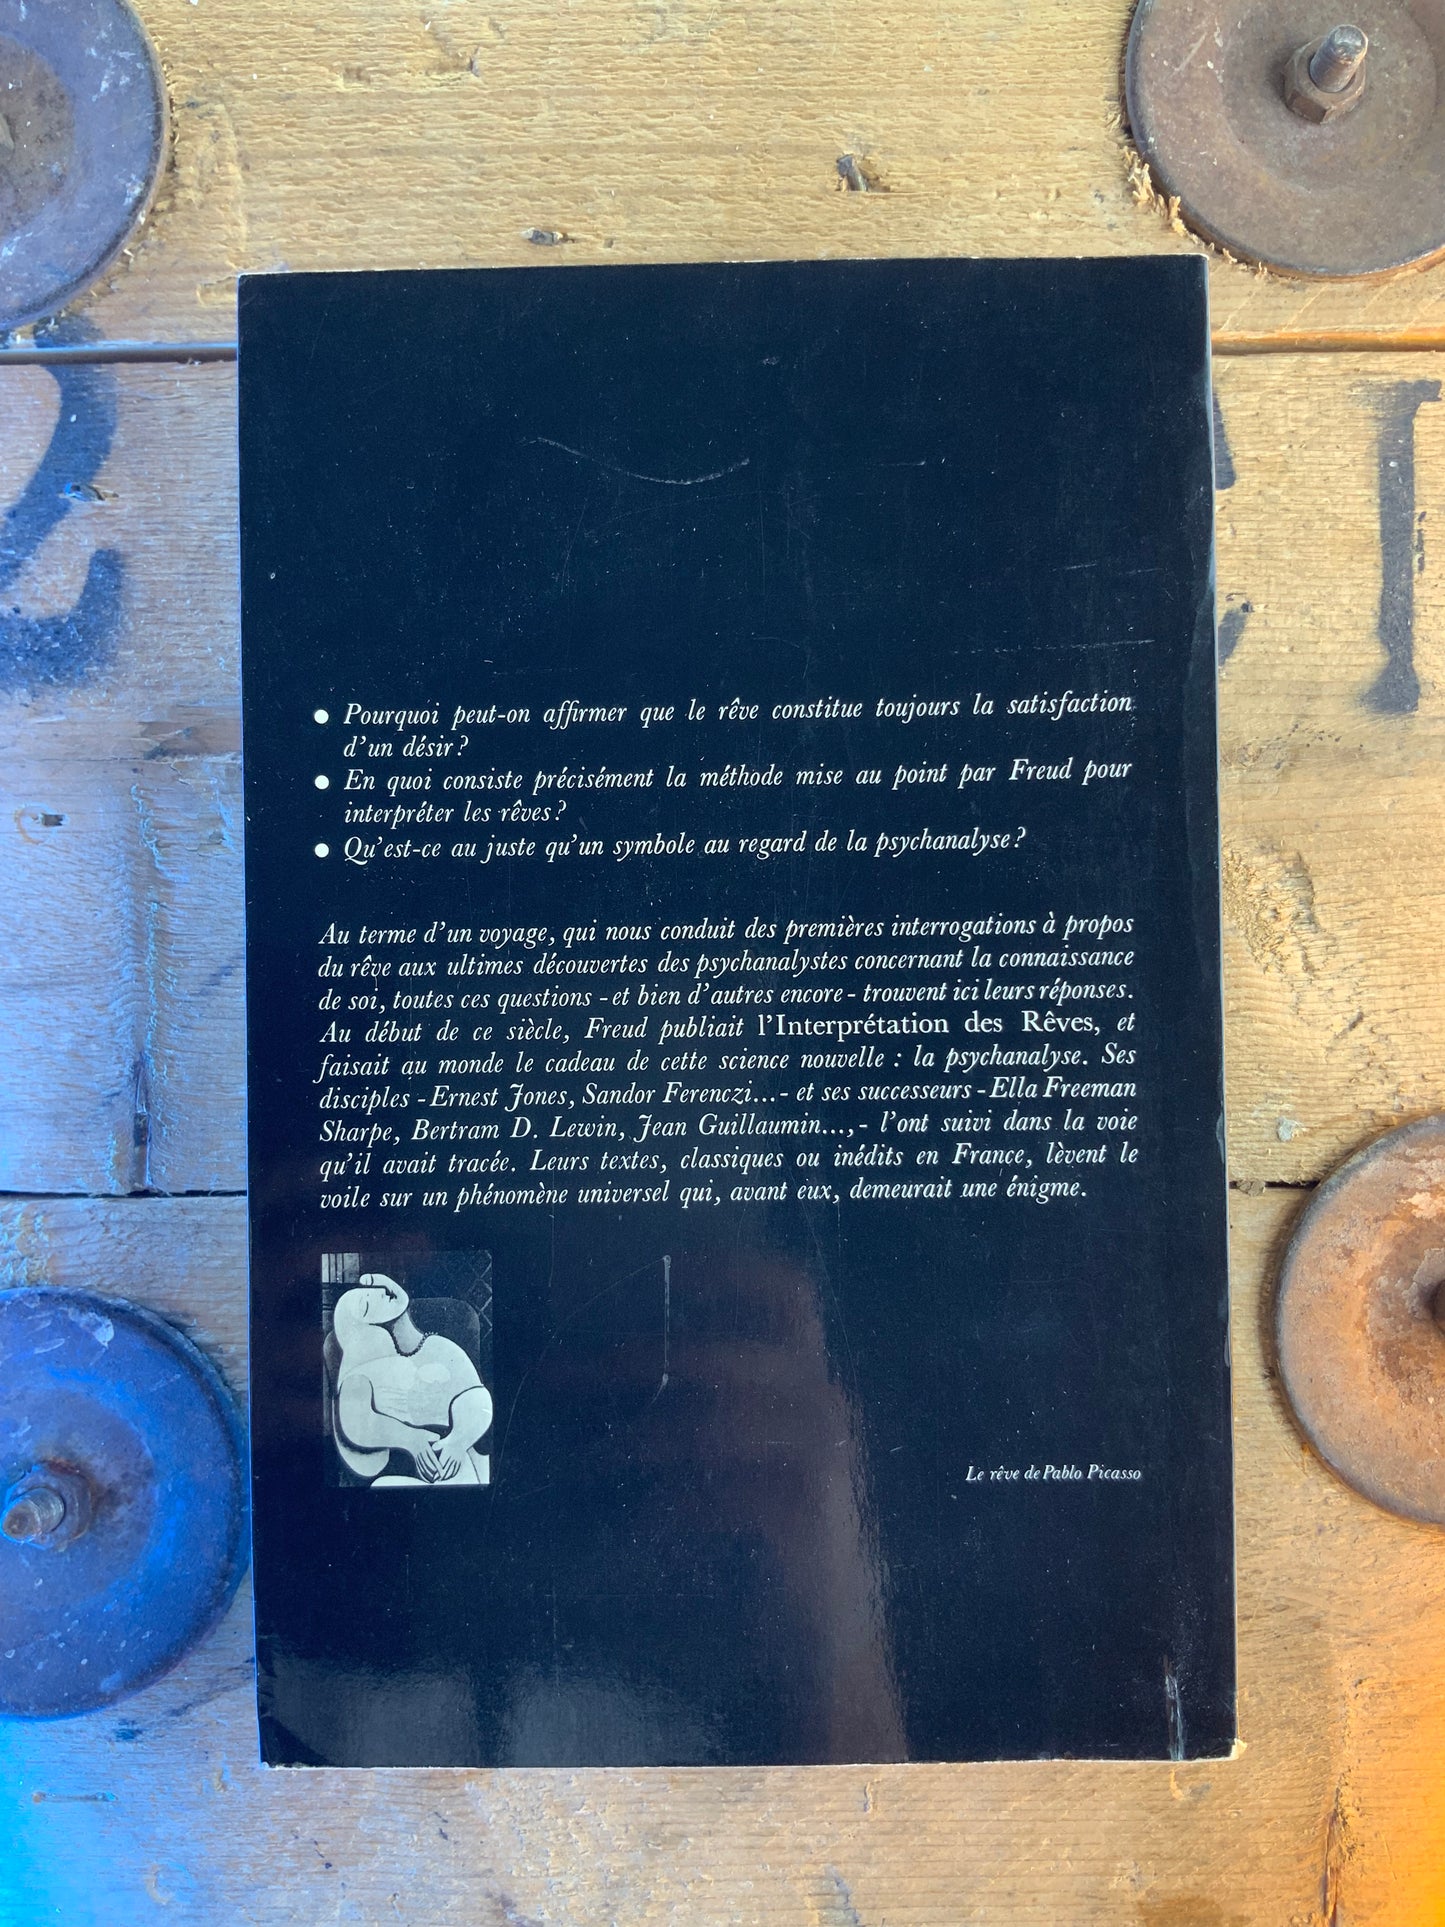 ● Pourquoi peut-on affirmer que le rêve constitue toujours la satisfaction
d'un désir ?
● En quoi consiste précisément la méthode mise au point par Freud pour
interpréter les rêves ?
● Qu'est-ce au juste qu'un symbole au regard de la psychanalyse ?
Au terme d'un voyage, qui nous conduit des premières interrogations à propos
du rêve aux ultimes découvertes des psychanalystes concernant la connaissance
de soi, toutes ces questions - et bien d'autres encore - trouvent ici leurs réponses.
Au début de ce siècle, Freud publiait l'Interprétation des Rêves, et
faisait au monde le cadeau de cette science nouvelle : la psychanalyse. Ses
disciples - Ernest Jones, Sandor Ferenczi...- et ses successeurs - Ella Freeman
Sharpe, Bertram D. Lewin, Jean Guillaumin...,- l'ont suivi dans la voie
qu'il avait tracée. Leurs textes, classiques ou inédits en France, lèvent le
voile sur un phénomène universel qui, avant eux, demeurait une énigme.
Le rêve de Pablo Picasso